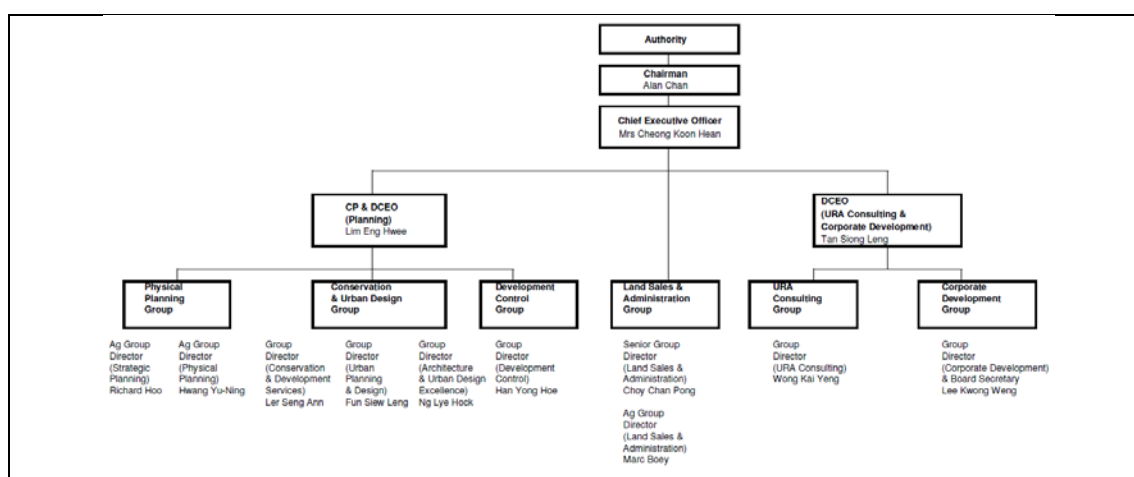 Authority
Chairman
Alan Chan
Chief Executive Officer
Mrs Cheong Koon Hean
CP & DCEO
(Planning)
Lim Eng Hwee
DCEO
(URA Consulting &
Corporate Development)
Tan Siong Leng
Physical
Planning
Group
Conservation
& Urban Design
Group
Development
Control
Group
Land Sales &
Administration
Group
URA
Consulting
Group
Corporate
Development
Group
Ag Group
Director
(Strategic
Planning)
Richard Hoo
Ag Group
Director
(Physical
Planning)
Hwang Yu-Ning
Group
Director
(Conservation
& Development
Services)
Ler Seng Ann
Group
Director
(Urban
Planning
& Design)
Fun Siew Leng
Group
Director
(Architecture
& Urban Design
Excellence)
Ng Lye Hock
Group
Director
(Development
Control)
Han Yong Hoe
Senior Group
Director
(Land Sales &
Administration)
Choy Chan Pong
Ag Group
Director
(Land Sales &
Administration)
Marc Boey
Group
Director
(URA Consulting)
Wong Kai Yeng
Group
Director
(Corporate Development)
& Board Secretary
Lee Kwong Weng